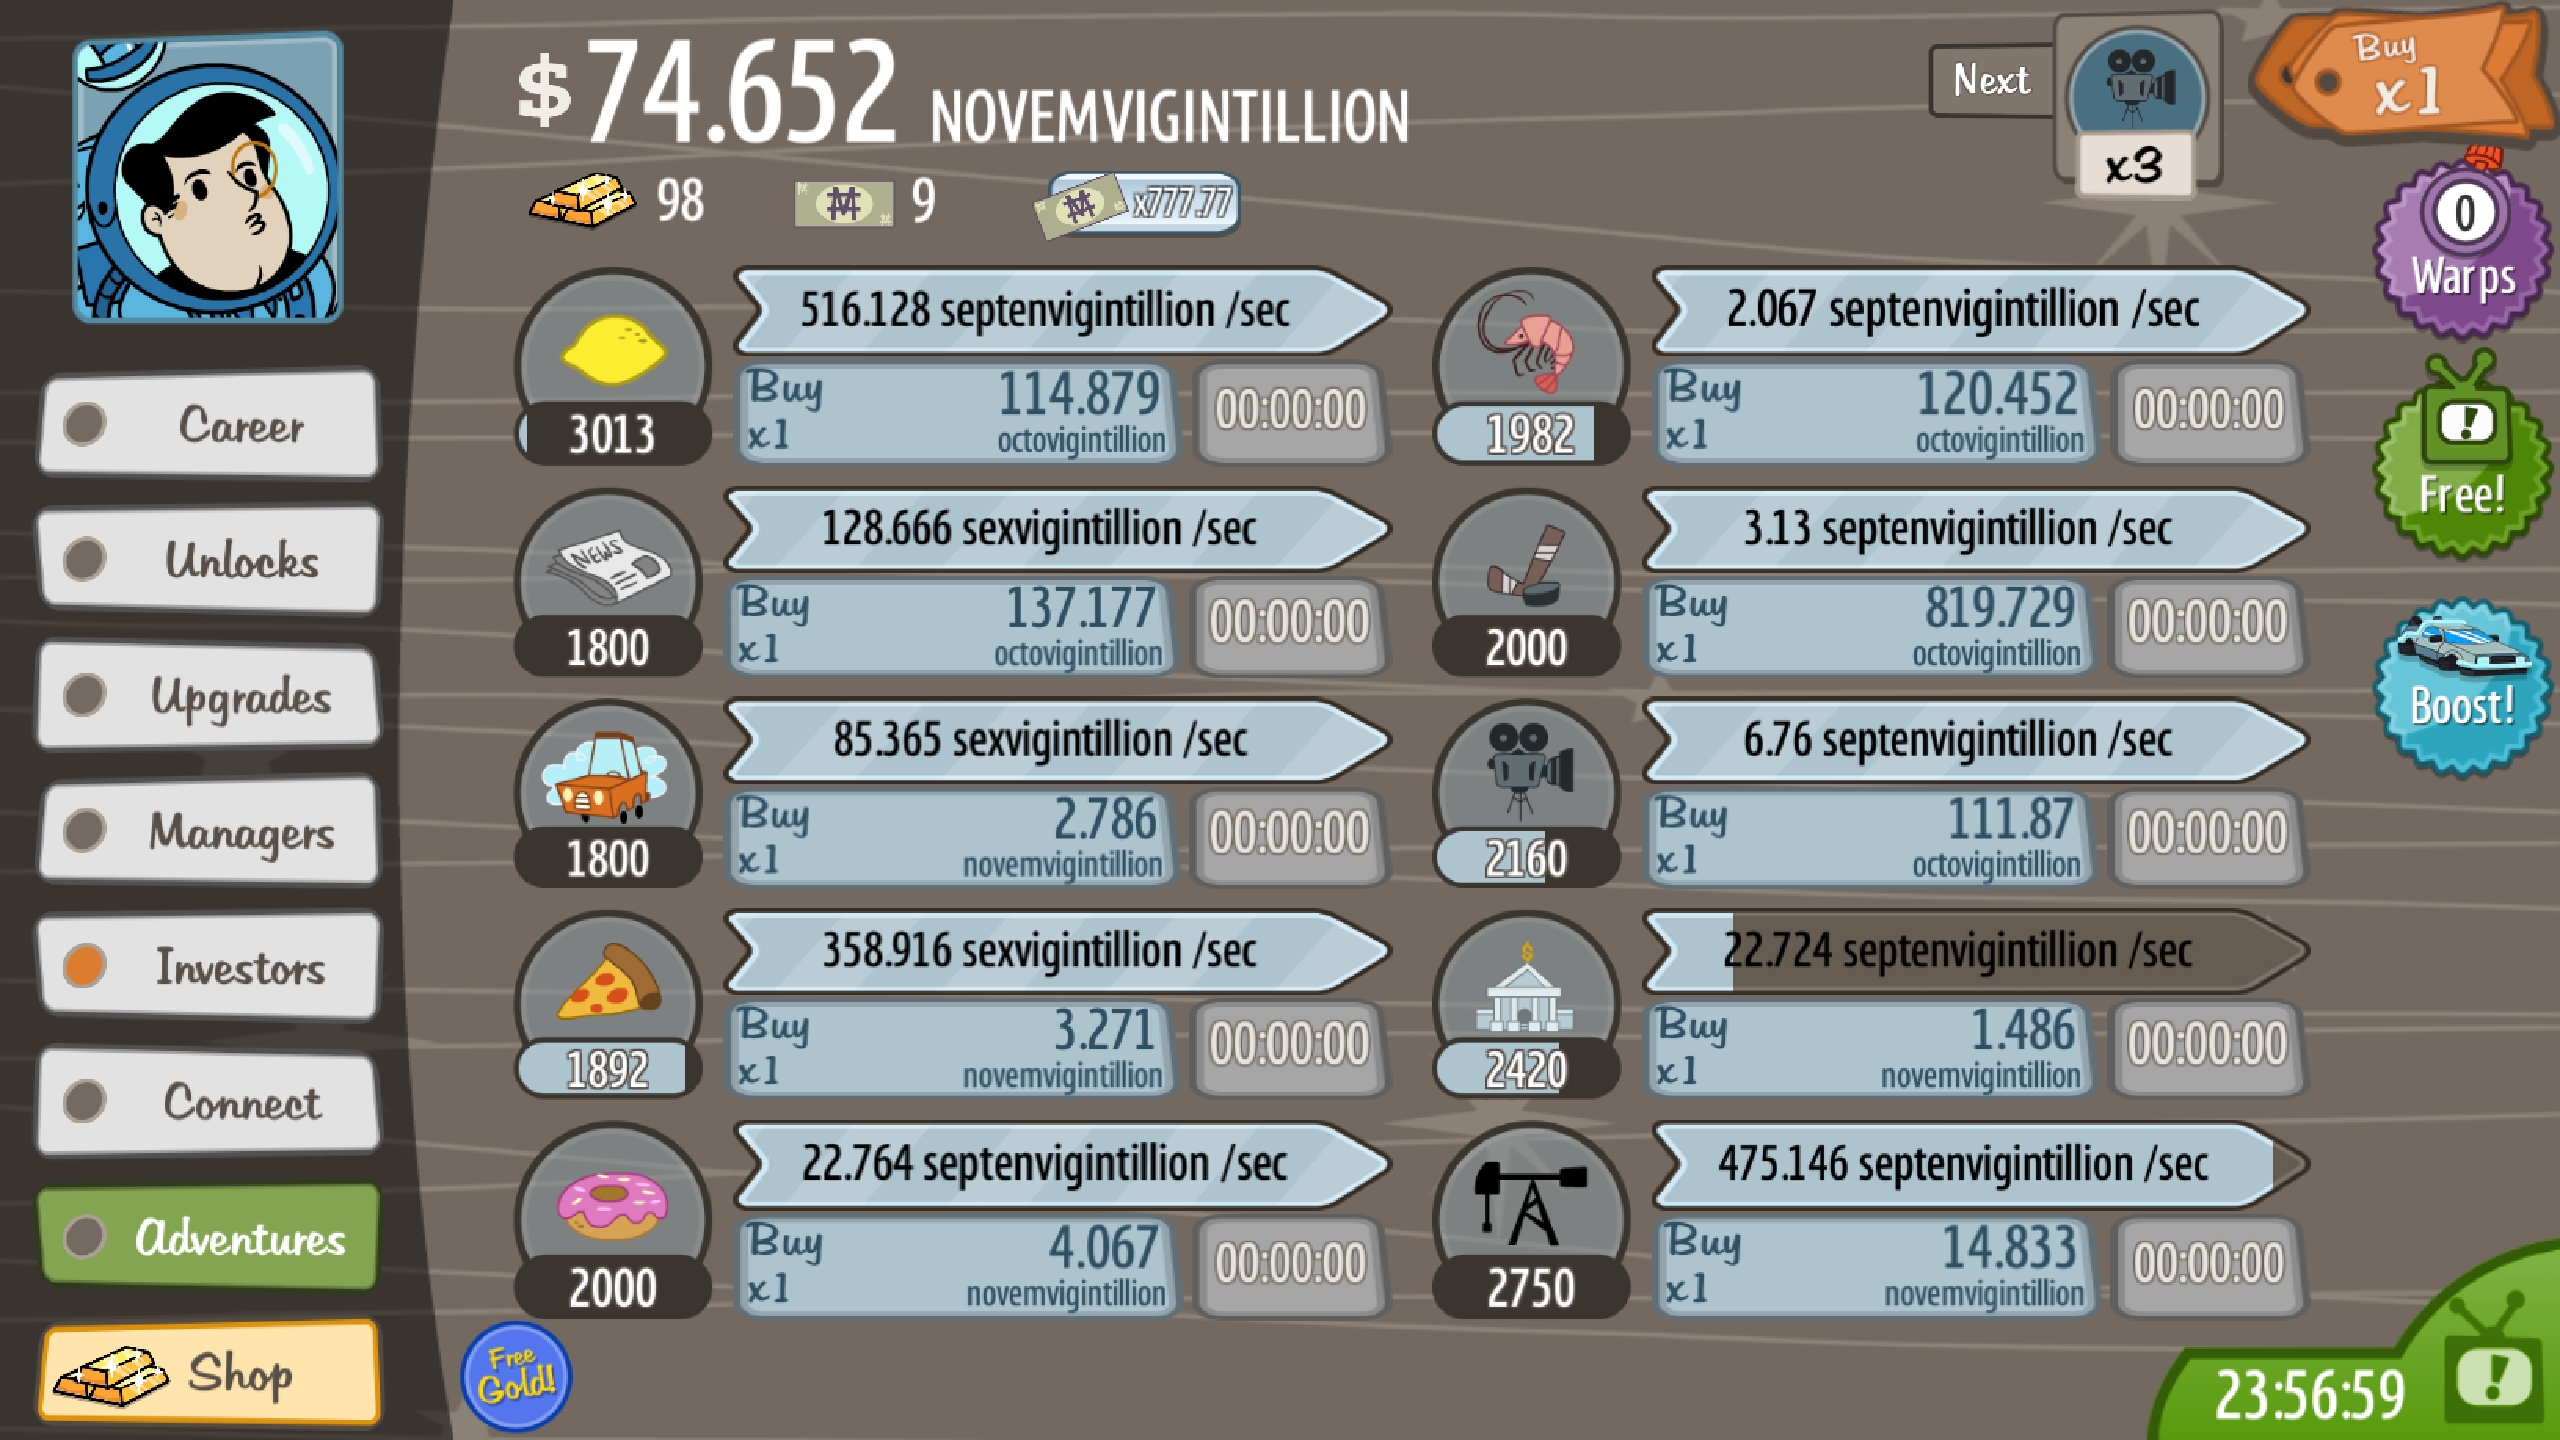 $74.652 NOVEMVIGINTILLION
Next
x3
Buy
x1
98
9
x777.77
0
Warps
Free!
Boost!
Career
Unlocks
Upgrades
Managers
Investors
Connect
Adventures
Shop
516.128 septenvigintillion /sec
3013
Buy
x1
114.879
octovigintillion
00:00:00
NEWS
128.666 sexvigintillion /sec
1800
Buy
x1
137.177
octovigintillion
00:00:00
85.365 sexvigintillion /sec
1800
Buy
x1
2.786
novemvigintillion
00:00:00
358.916 sexvigintillion /sec
1892
Buy
x1
3.271
novemvigintillion
00:00:00
22.764 septenvigintillion /sec
2000
Buy
x1
4.067
novemvigintillion
00:00:00
2.067 septenvigintillion /sec
1982
Buy
x1
120.452
octovigintillion
00:00:00
3.13 septenvigintillion /sec
2000
Buy
x1
819.729
octovigintillion
00:00:00
6.76 septenvigintillion /sec
2160
Buy
x1
111.87
octovigintillion
00:00:00
22.724 septenvigintillion /sec
2420
Buy
x1
1.486
novemvigintillion
00:00:00
475.146 septenvigintillion /sec
2750
Buy
x1
14.833
novemvigintillion
00:00:00
Free
Gold!
23:56:59